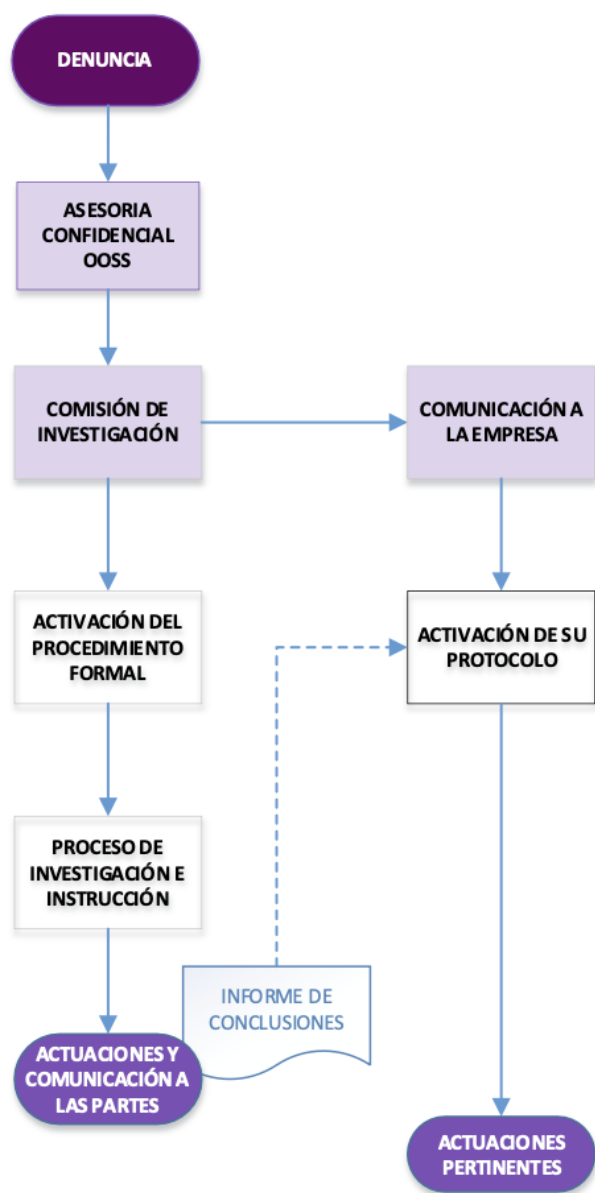 DENUNCIA
ASESORIA
CONFIDENCIAL
OOSS
COMISIÓN DE
INVESTIGACIÓN
COMUNICACIÓN A
LA EMPRESA
ACTIVACIÓN DEL
PROCEDIMIENTO
FORMAL
ACTIVACIÓN DE SU
PROTOCOLO
PROCESO DE
INVESTIGACIÓN E
INSTRUCCIÓN
INFORME DE
CONCLUSIONES
ACTUACIONES Y
COMUNICACIÓN A
LAS PARTES
ACTUACIONES
PERTINENTES